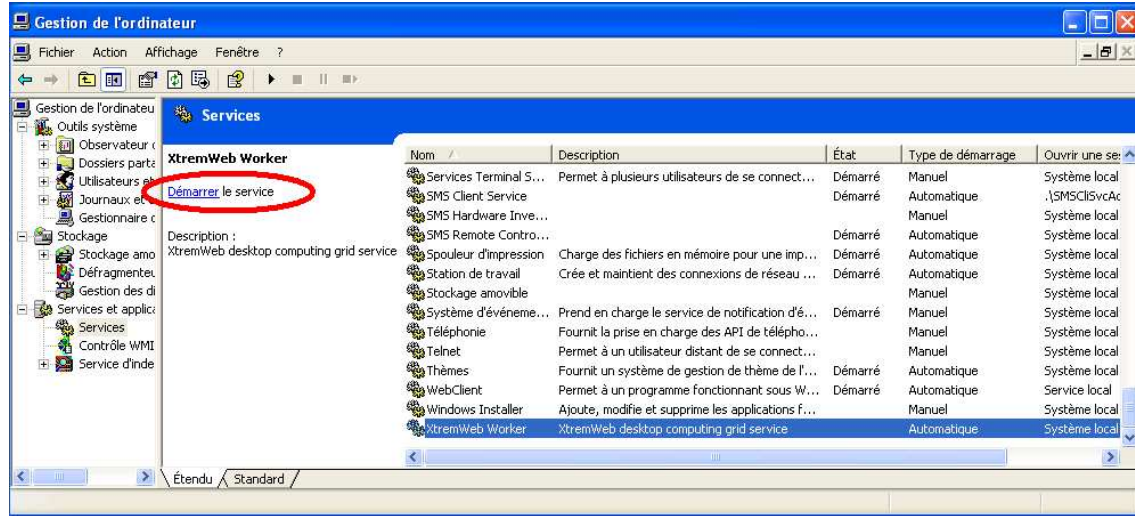 Gestion de l'ordinateur
Fichier Action Affichage Fenêtre ?
Gestion de l'ordinateu
Outils système
Observateur
Dossiers parta
Utilisateurs et
Journaux et
Gestionnaire
Stockage
Stockage amo
Défragmenteu
Gestion des di
Services et applica
Services
Contrôle WMI
Service d'inde
Services
XtremWeb Worker
Démarrer le service
Description :
XtremWeb desktop computing grid service
Nom Description État Type de démarrage Ouvrir une se
Services Terminal S... Permet à plusieurs utilisateurs de se connect... Démarré Manuel Système local
SMS Client Service Démarré Automatique .\SMSCliSvcAc
SMS Hardware Inve... Manuel Système local
SMS Remote Contro... Démarré Automatique Système local
Spouleur d'impression Charge des fichiers en mémoire pour une imp... Démarré Automatique Système local
Station de travail Crée et maintient des connexions de réseau ... Démarré Automatique Système local
Stockage amovible Manuel Système local
Système d'événeme... Prend en charge le service de notification d'é... Démarré Manuel Système local
Téléphonie Fournit la prise en charge des API de télépho... Manuel Système local
Telnet Permet à un utilisateur distant de se connect... Manuel Système local
Thèmes Fournit un système de gestion de thème de l'... Démarré Automatique Système local
WebClient Permet à un programme fonctionnant sous W... Démarré Automatique Service local
Windows Installer Ajoute, modifie et supprime les applications f... Manuel Système local
XtremWeb Worker XtremWeb desktop computing grid service Automatique Système local
Étendu Standard